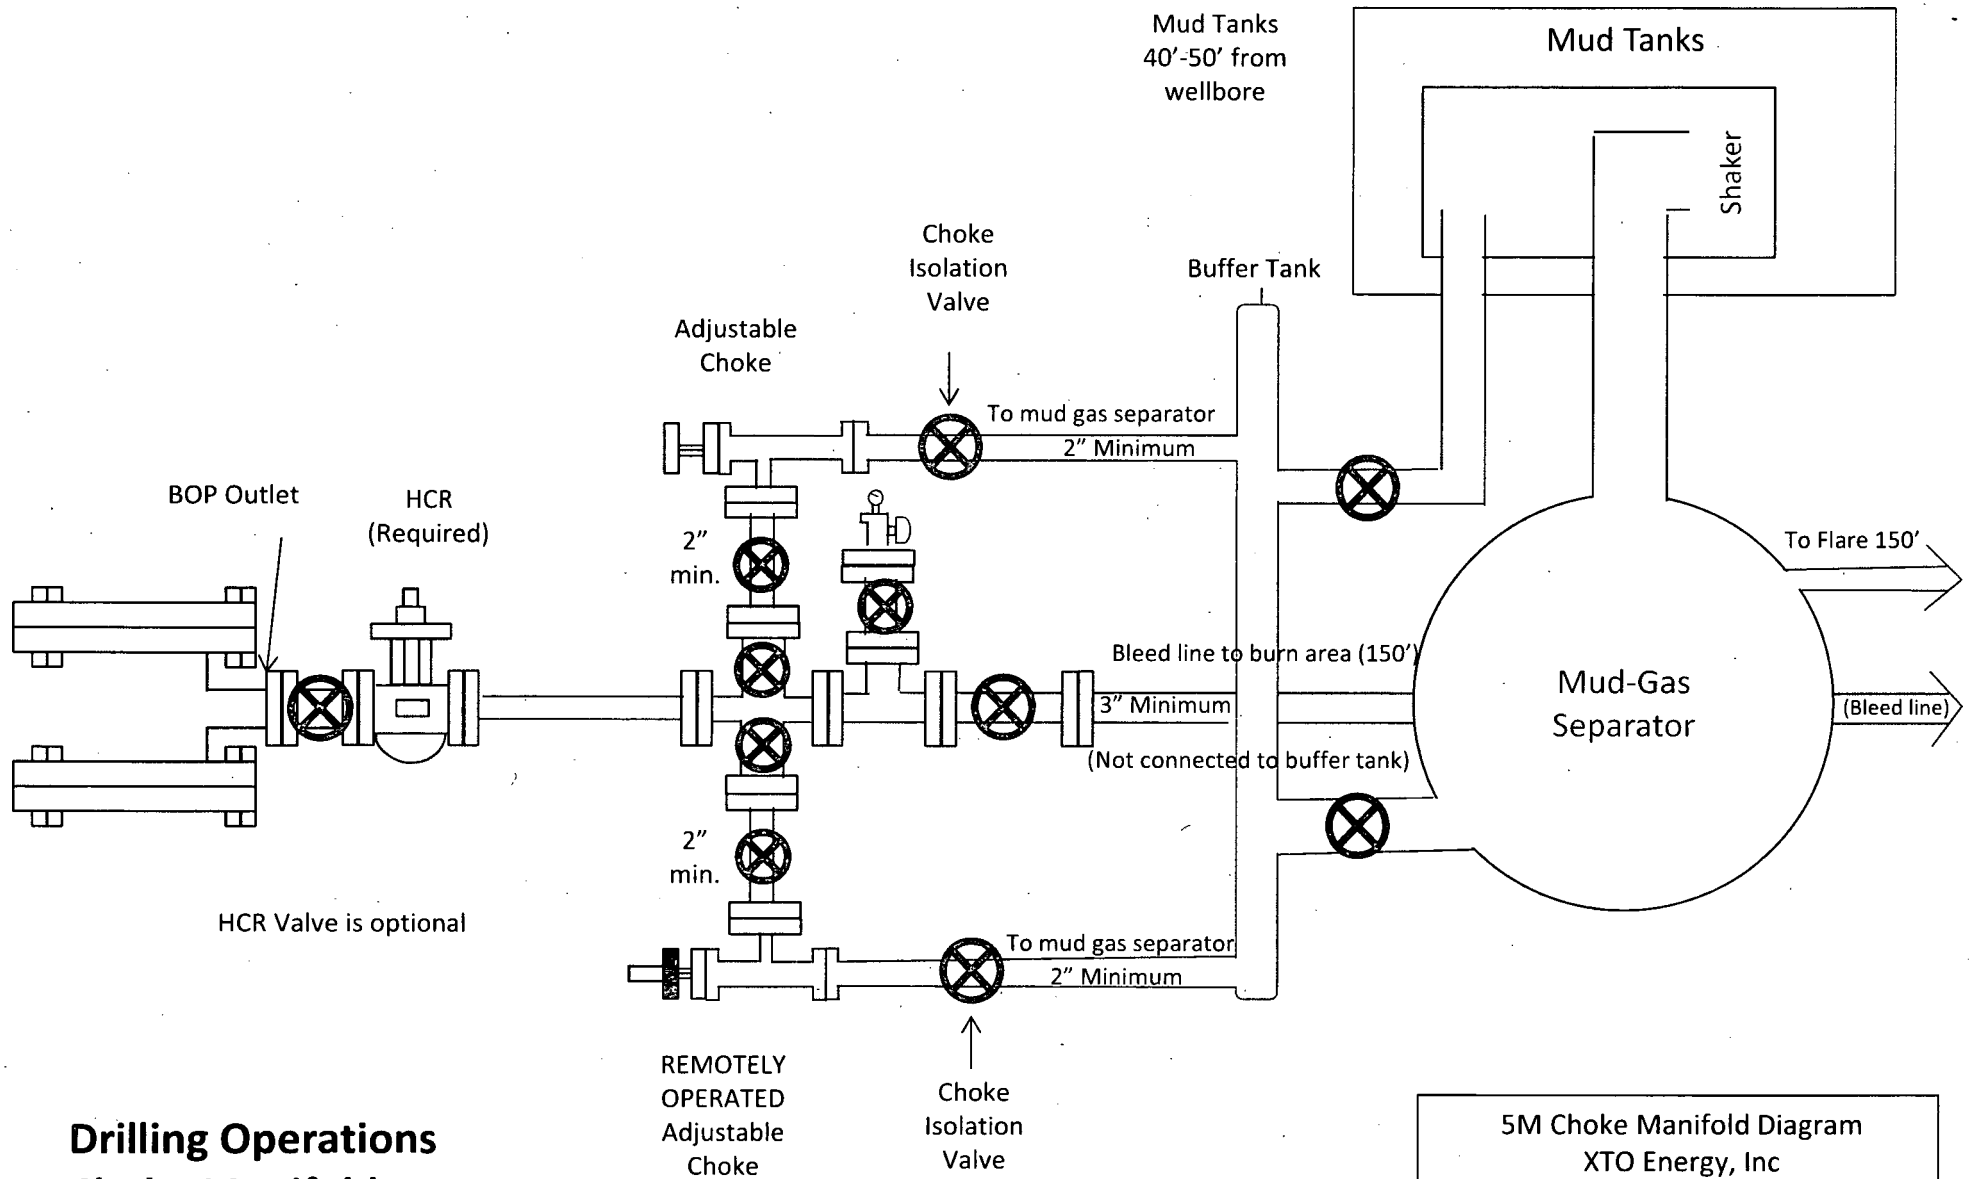 Mud Tanks
40’-50’ from
wellbore
Mud Tanks
Shaker
Choke
Isolation
Valve
Buffer Tank
Adjustable
Choke
To mud gas separator
2” Minimum
BOP Outlet
HCR
(Required)
2”
min.
To Flare 150’
Bleed line to burn area (150’)
3” Minimum
(Not connected to buffer tank)
Mud-Gas
Separator
(Bleed line)
2”
min.
HCR Valve is optional
To mud gas separator
2” Minimum
REMOTELY
OPERATED
Adjustable
Choke
Choke
Isolation
Valve
Drilling Operations
5M Choke Manifold Diagram
XTO Energy, Inc